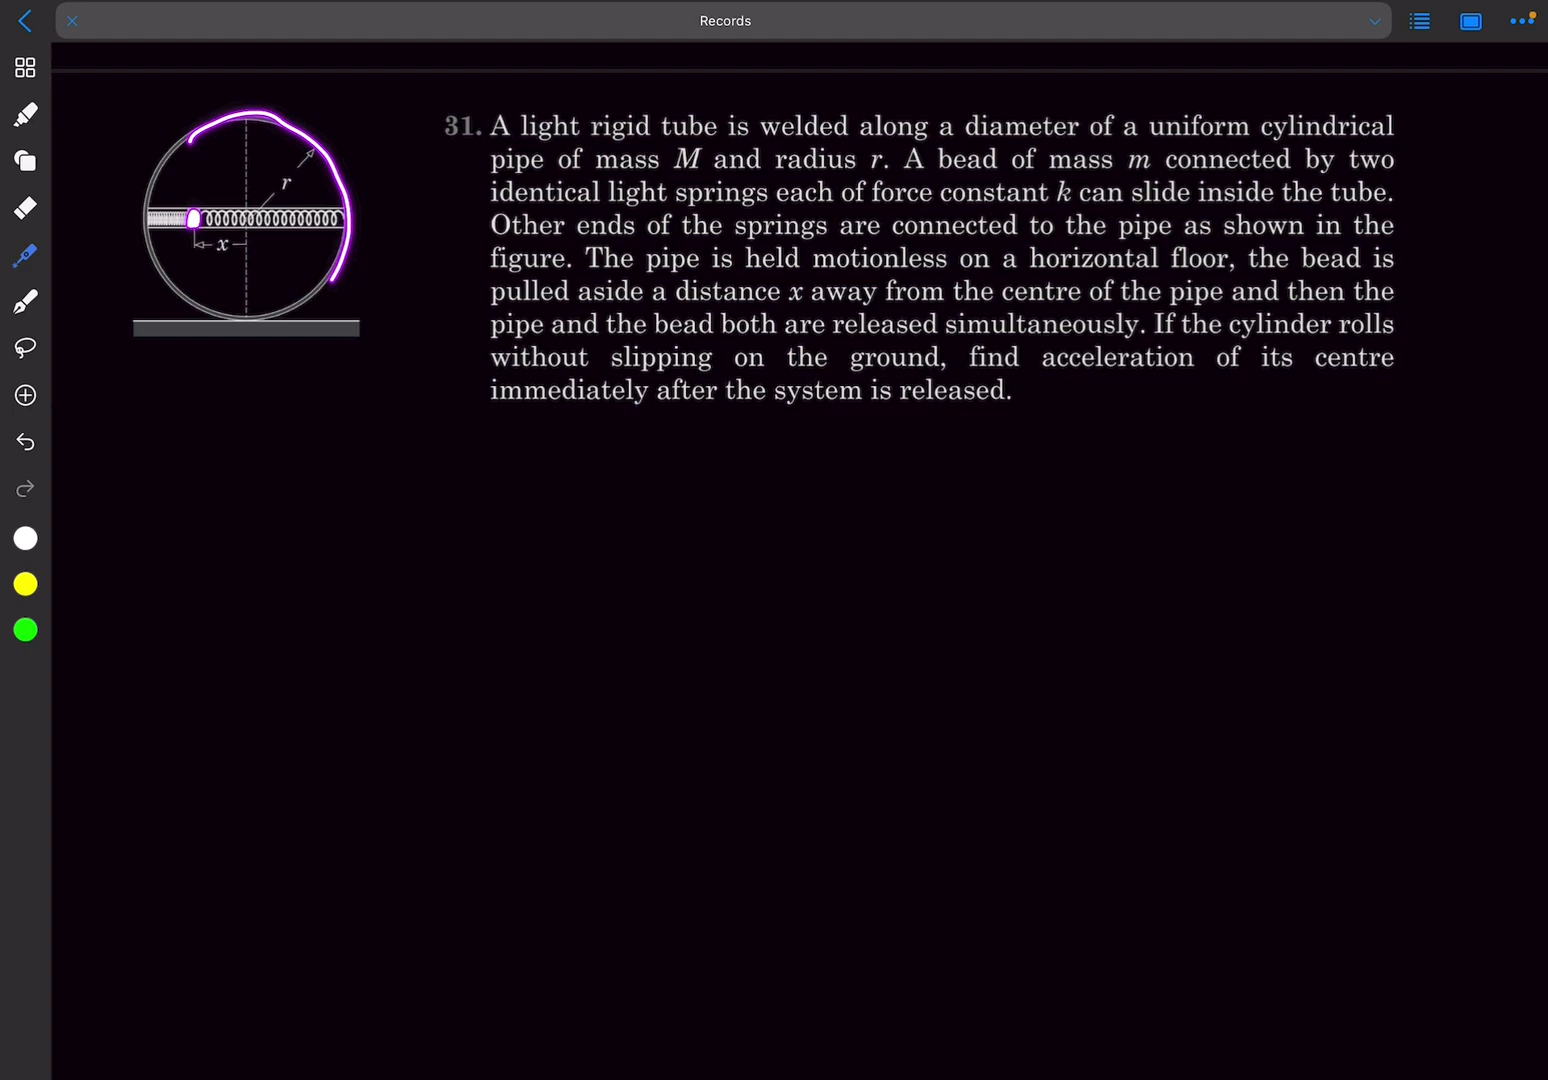 Records
31. A light rigid tube is welded along a diameter of a uniform cylindrical
pipe of mass M and radius r. A bead of mass m connected by two
identical light springs each of force constant k can slide inside the tube.
Other ends of the springs are connected to the pipe as shown in the
figure. The pipe is held motionless on a horizontal floor, the bead is
pulled aside a distance x away from the centre of the pipe and then the
pipe and the bead both are released simultaneously. If the cylinder rolls
without slipping on the ground, find acceleration of its centre
immediately after the system is released.
r
x